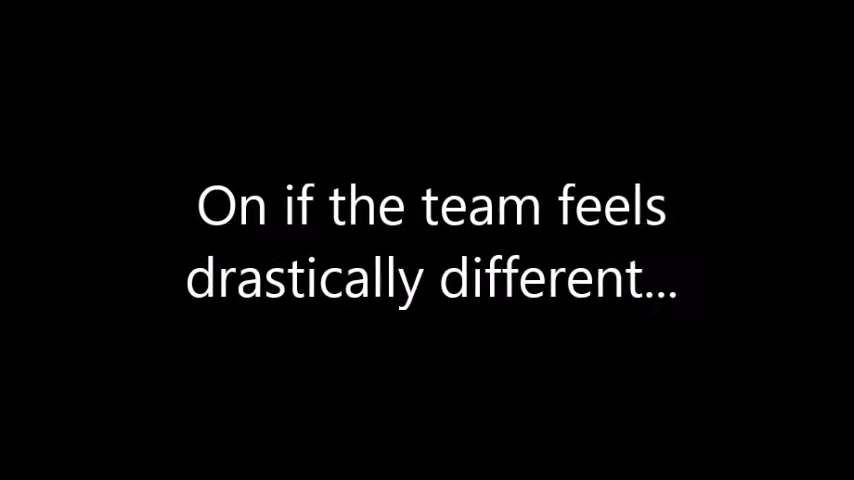 On if the team feels
drastically different...